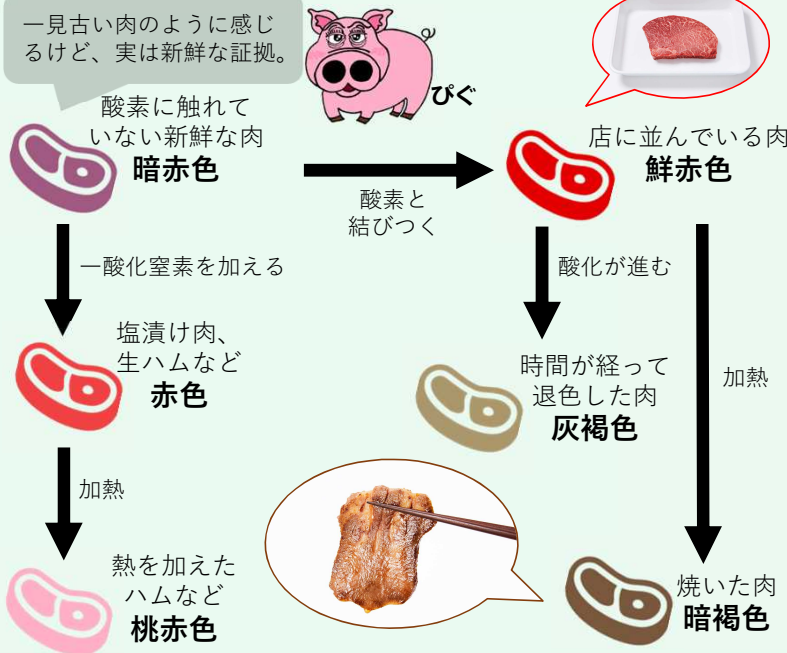 一見古い肉のように感じ
るけど、実は新鮮な証拠。
ぴぐ
酸素に触れて
いない新鮮な肉
暗赤色
酸素と
結びつく
店に並んでいる肉
鮮赤色
一酸化窒素を加える
酸化が進む
塩漬け肉、
生ハムなど
赤色
時間が経って
退色した肉
灰褐色
加熱
加熱
熱を加えた
ハムなど
桃赤色
焼いた肉
暗褐色